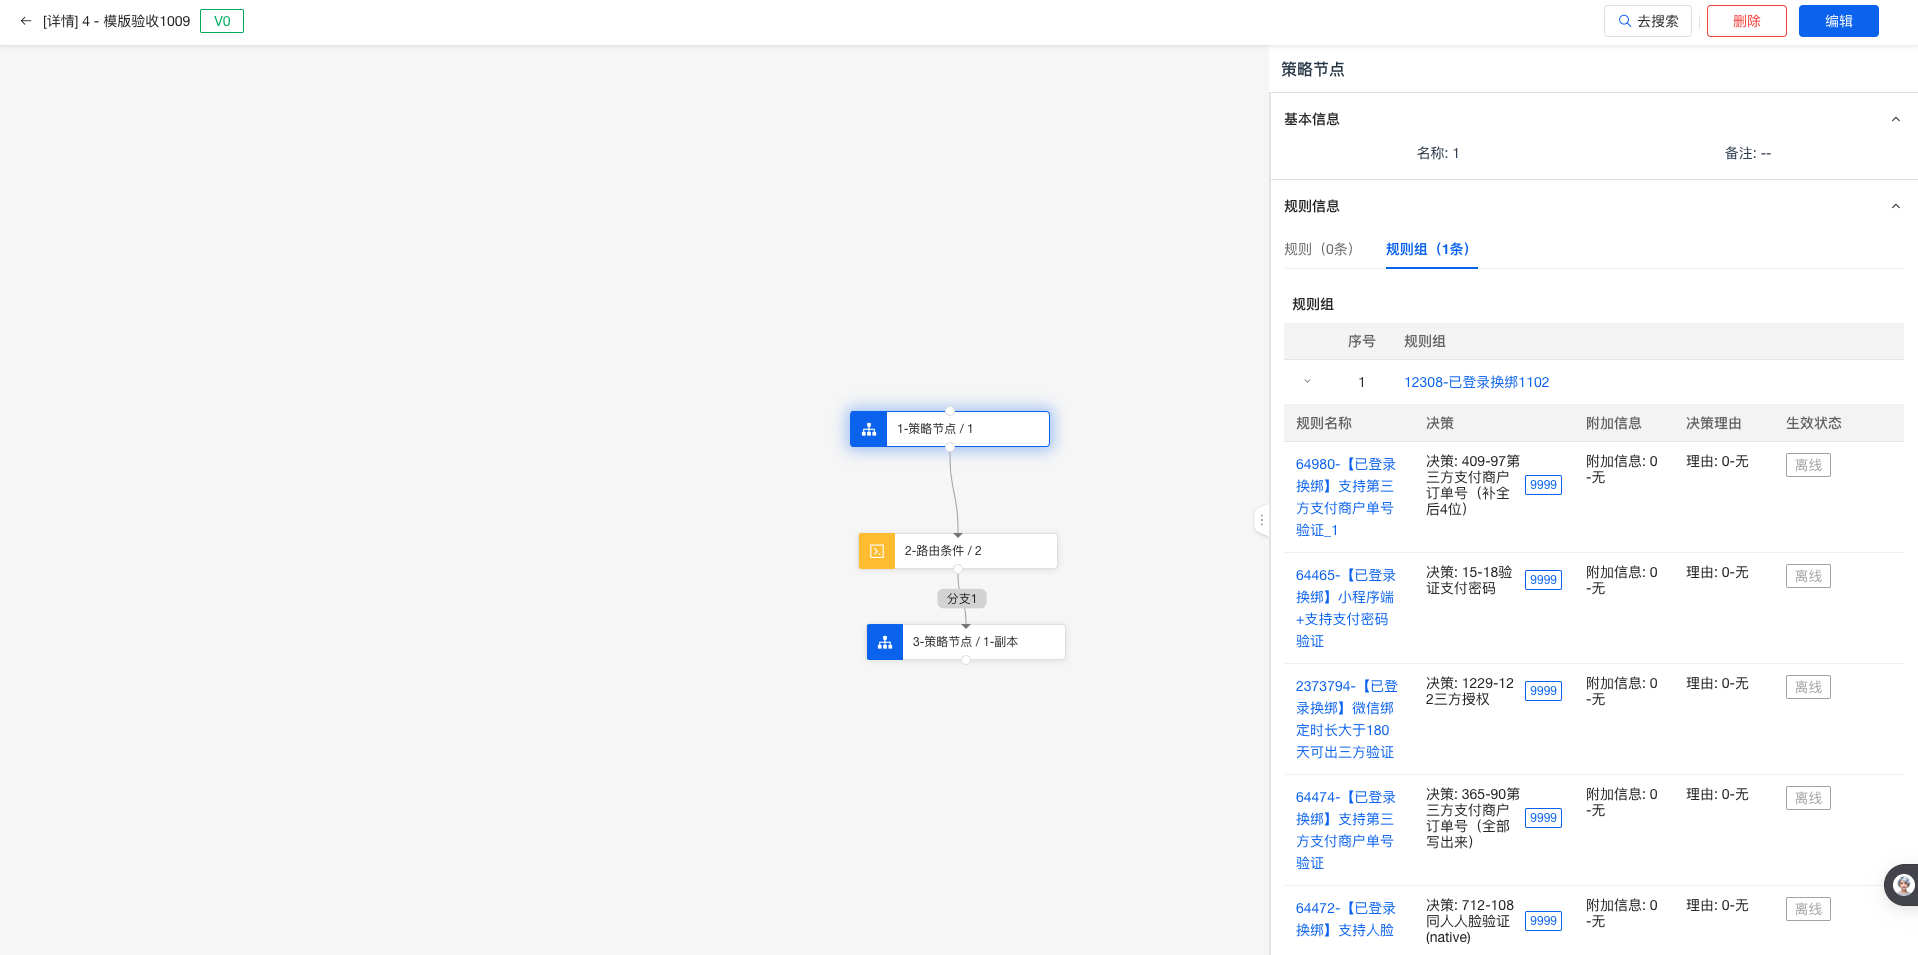 [详情] 4 - 模版验收1009
V0
去搜索
删除
编辑
策略节点
基本信息
名称: 1
备注: --
规则信息
规则（0条）
规则组（1条）
规则组
序号
规则组
1
12308-已登录换绑1102
规则名称
决策
附加信息
决策理由
生效状态
64980-【已登录
换绑】支持第三
方支付商户单号
验证_1
决策: 409-97第
三方支付商户
订单号（补全
后4位）
9999
附加信息: 0
-无
理由: 0-无
离线
64465-【已登录
换绑】小程序端
+支持支付密码
验证
决策: 15-18验
证支付密码
9999
附加信息: 0
-无
理由: 0-无
离线
2373794-【已登
录换绑】微信绑
定时长大于180
天可出三方验证
决策: 1229-12
2三方授权
9999
附加信息: 0
-无
理由: 0-无
离线
64474-【已登录
换绑】支持第三
方支付商户单号
验证
决策: 365-90第
三方支付商户
订单号（全部
写出来）
9999
附加信息: 0
-无
理由: 0-无
离线
64472-【已登录
换绑】支持人脸
决策: 712-108
同人人脸验证
(native)
9999
附加信息: 0
-无
理由: 0-无
离线
1-策略节点 / 1
2-路由条件 / 2
分支1
3-策略节点 / 1-副本